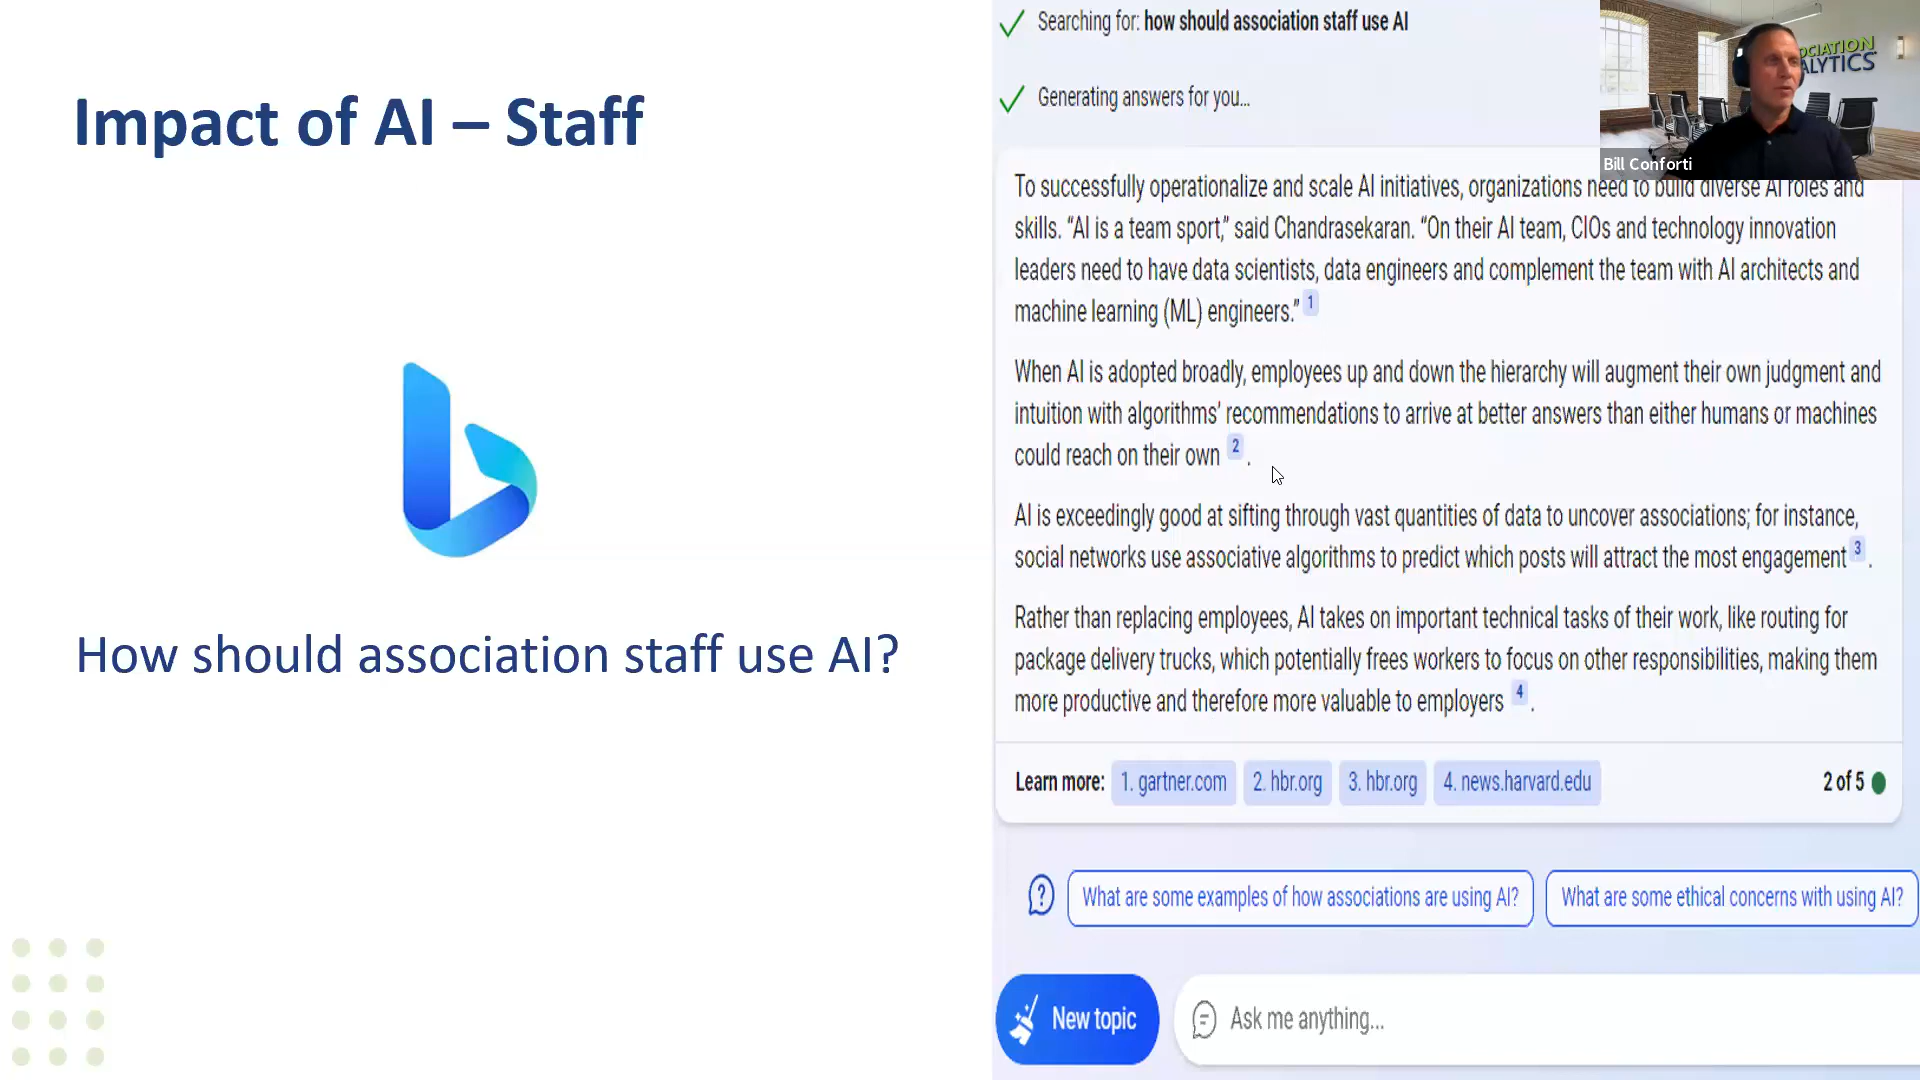 Impact of AI – Staff
How should association staff use AI?
Searching for: how should association staff use AI
Generating answers for you...
To successfully operationalize and scale AI initiatives, organizations need to build diverse AI roles and
skills. “AI is a team sport,” said Chandrasekaran. “On their AI team, CIOs and technology innovation
leaders need to have data scientists, data engineers and complement the team with AI architects and
machine learning (ML) engineers.” 1
When AI is adopted broadly, employees up and down the hierarchy will augment their own judgment and
intuition with algorithms’ recommendations to arrive at better answers than either humans or machines
could reach on their own 2 .
AI is exceedingly good at sifting through vast quantities of data to uncover associations; for instance,
social networks use associative algorithms to predict which posts will attract the most engagement 3 .
Rather than replacing employees, AI takes on important technical tasks of their work, like routing for
package delivery trucks, which potentially frees workers to focus on other responsibilities, making them
more productive and therefore more valuable to employers 4 .
Learn more: 1. gartner.com 2. hbr.org 3. hbr.org 4. news.harvard.edu 2 of 5
What are some examples of how associations are using AI? What are some ethical concerns with using AI?
New topic Ask me anything...
OCIATION
ALYTICS
Bill Conforti